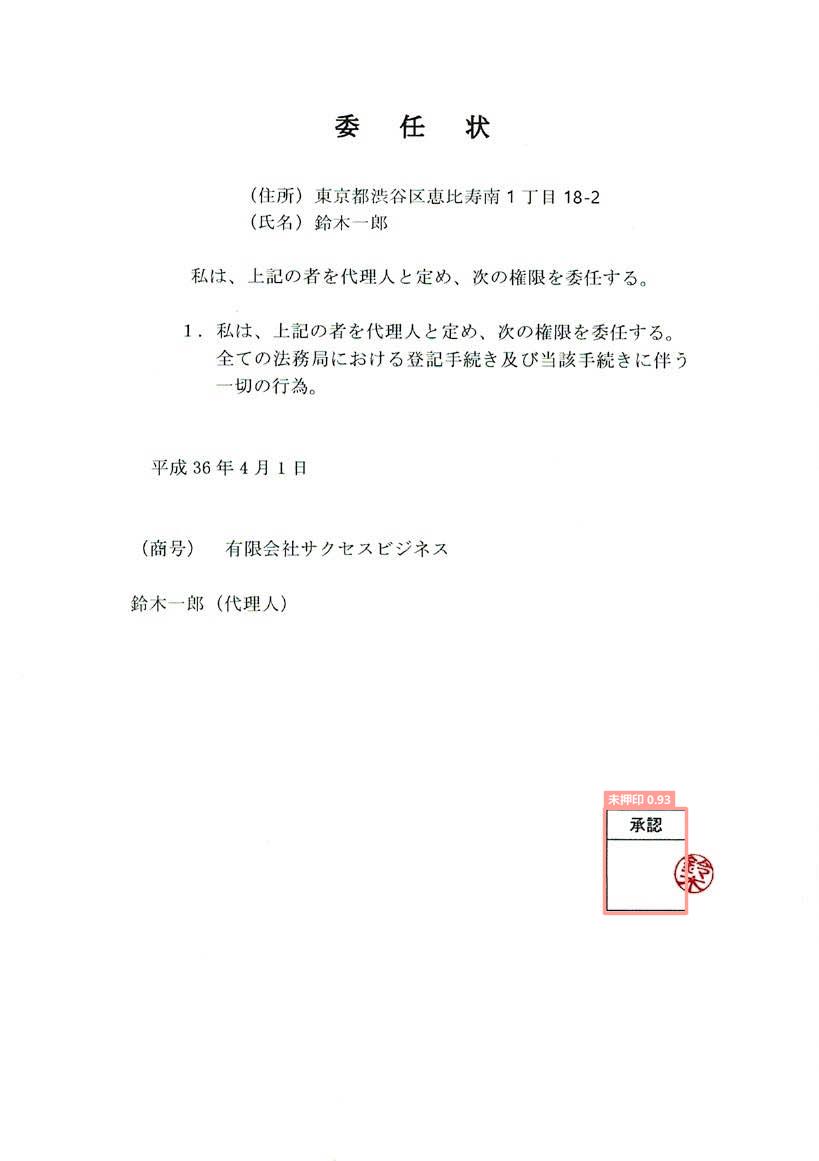 委 任 状
（住所）東京都渋谷区恵比寿南１丁目 18-2
（氏名）鈴木一郎
私は、上記の者を代理人と定め、次の権限を委任する。
１．私は、上記の者を代理人と定め、次の権限を委任する。
全ての法務局における登記手続き及び当該手続きに伴う
一切の行為。
平成 36 年 4 月 1 日
（商号） 有限会社サクセスビジネス
鈴木一郎（代理人）
未押印 0.93
承認
鈴木